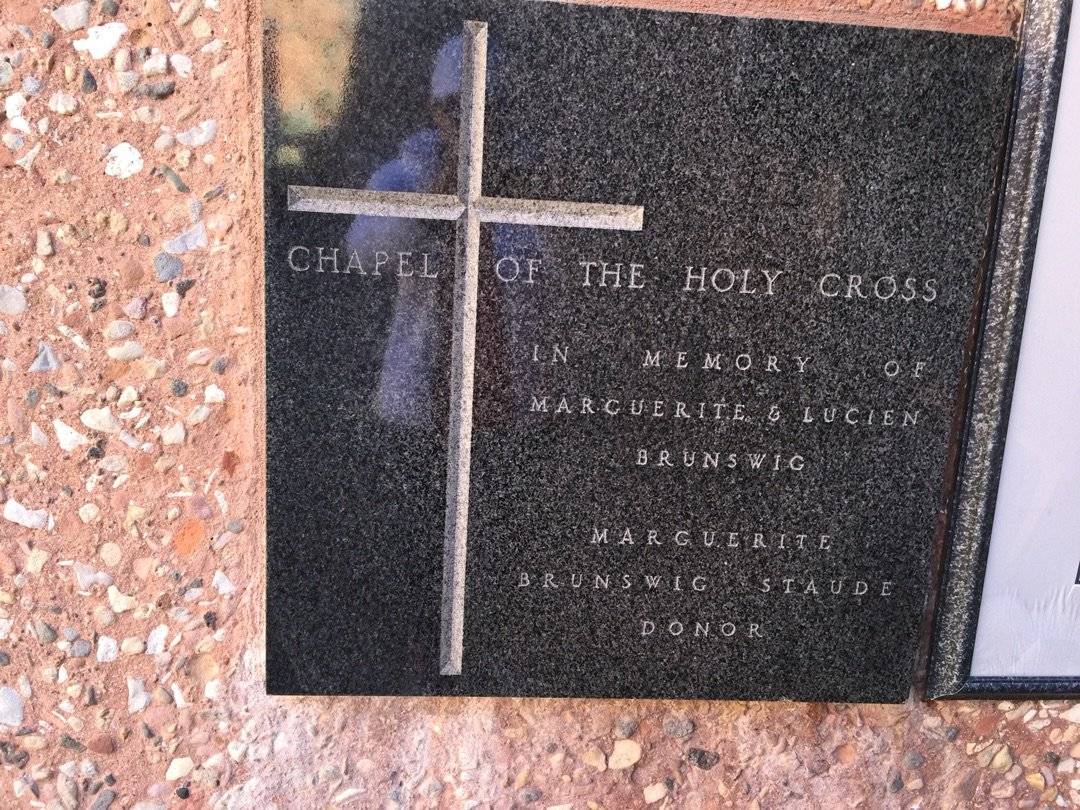 CHAPEL OF THE HOLY CROSS
IN MEMORY OF
MARGUERITE & LUCIEN
BRUNSWIG
MARGUERITE
BRUNSWIG STAUDE
DONOR